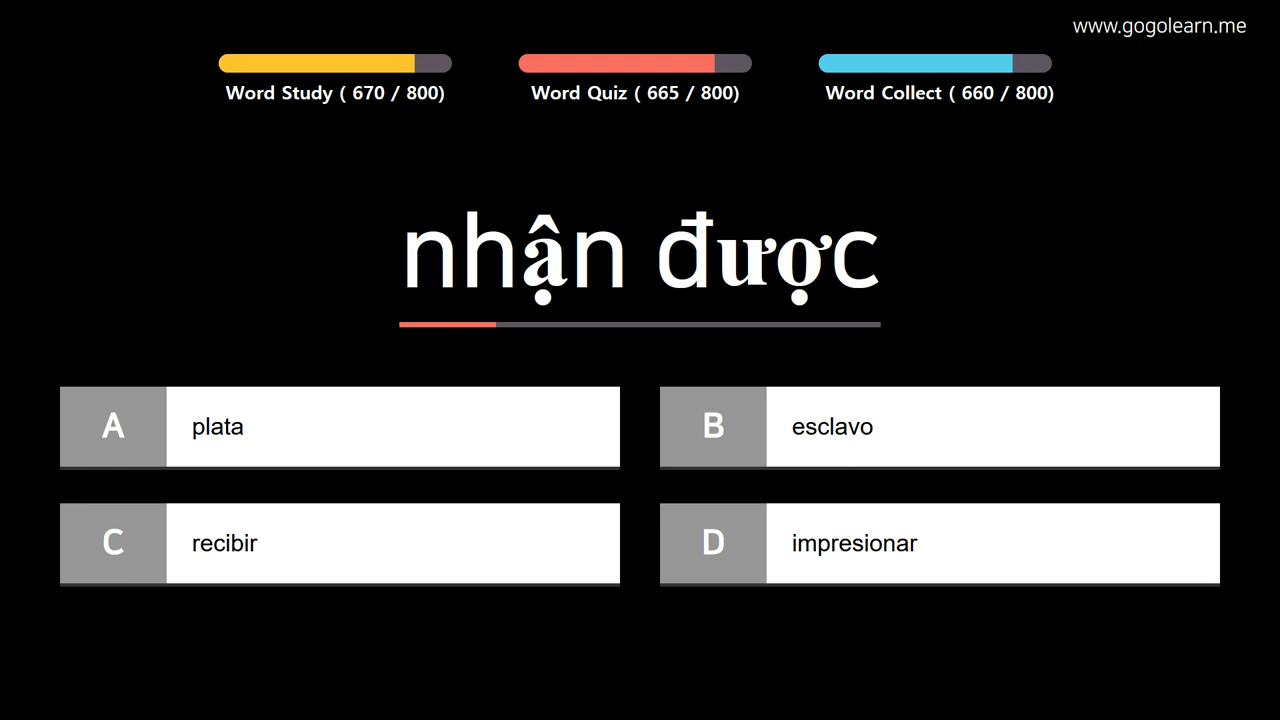 www.gogolearn.me
Word Study ( 670 / 800)
Word Quiz ( 665 / 800)
Word Collect ( 660 / 800)
nhận được
A
plata
B
esclavo
C
recibir
D
impresionar